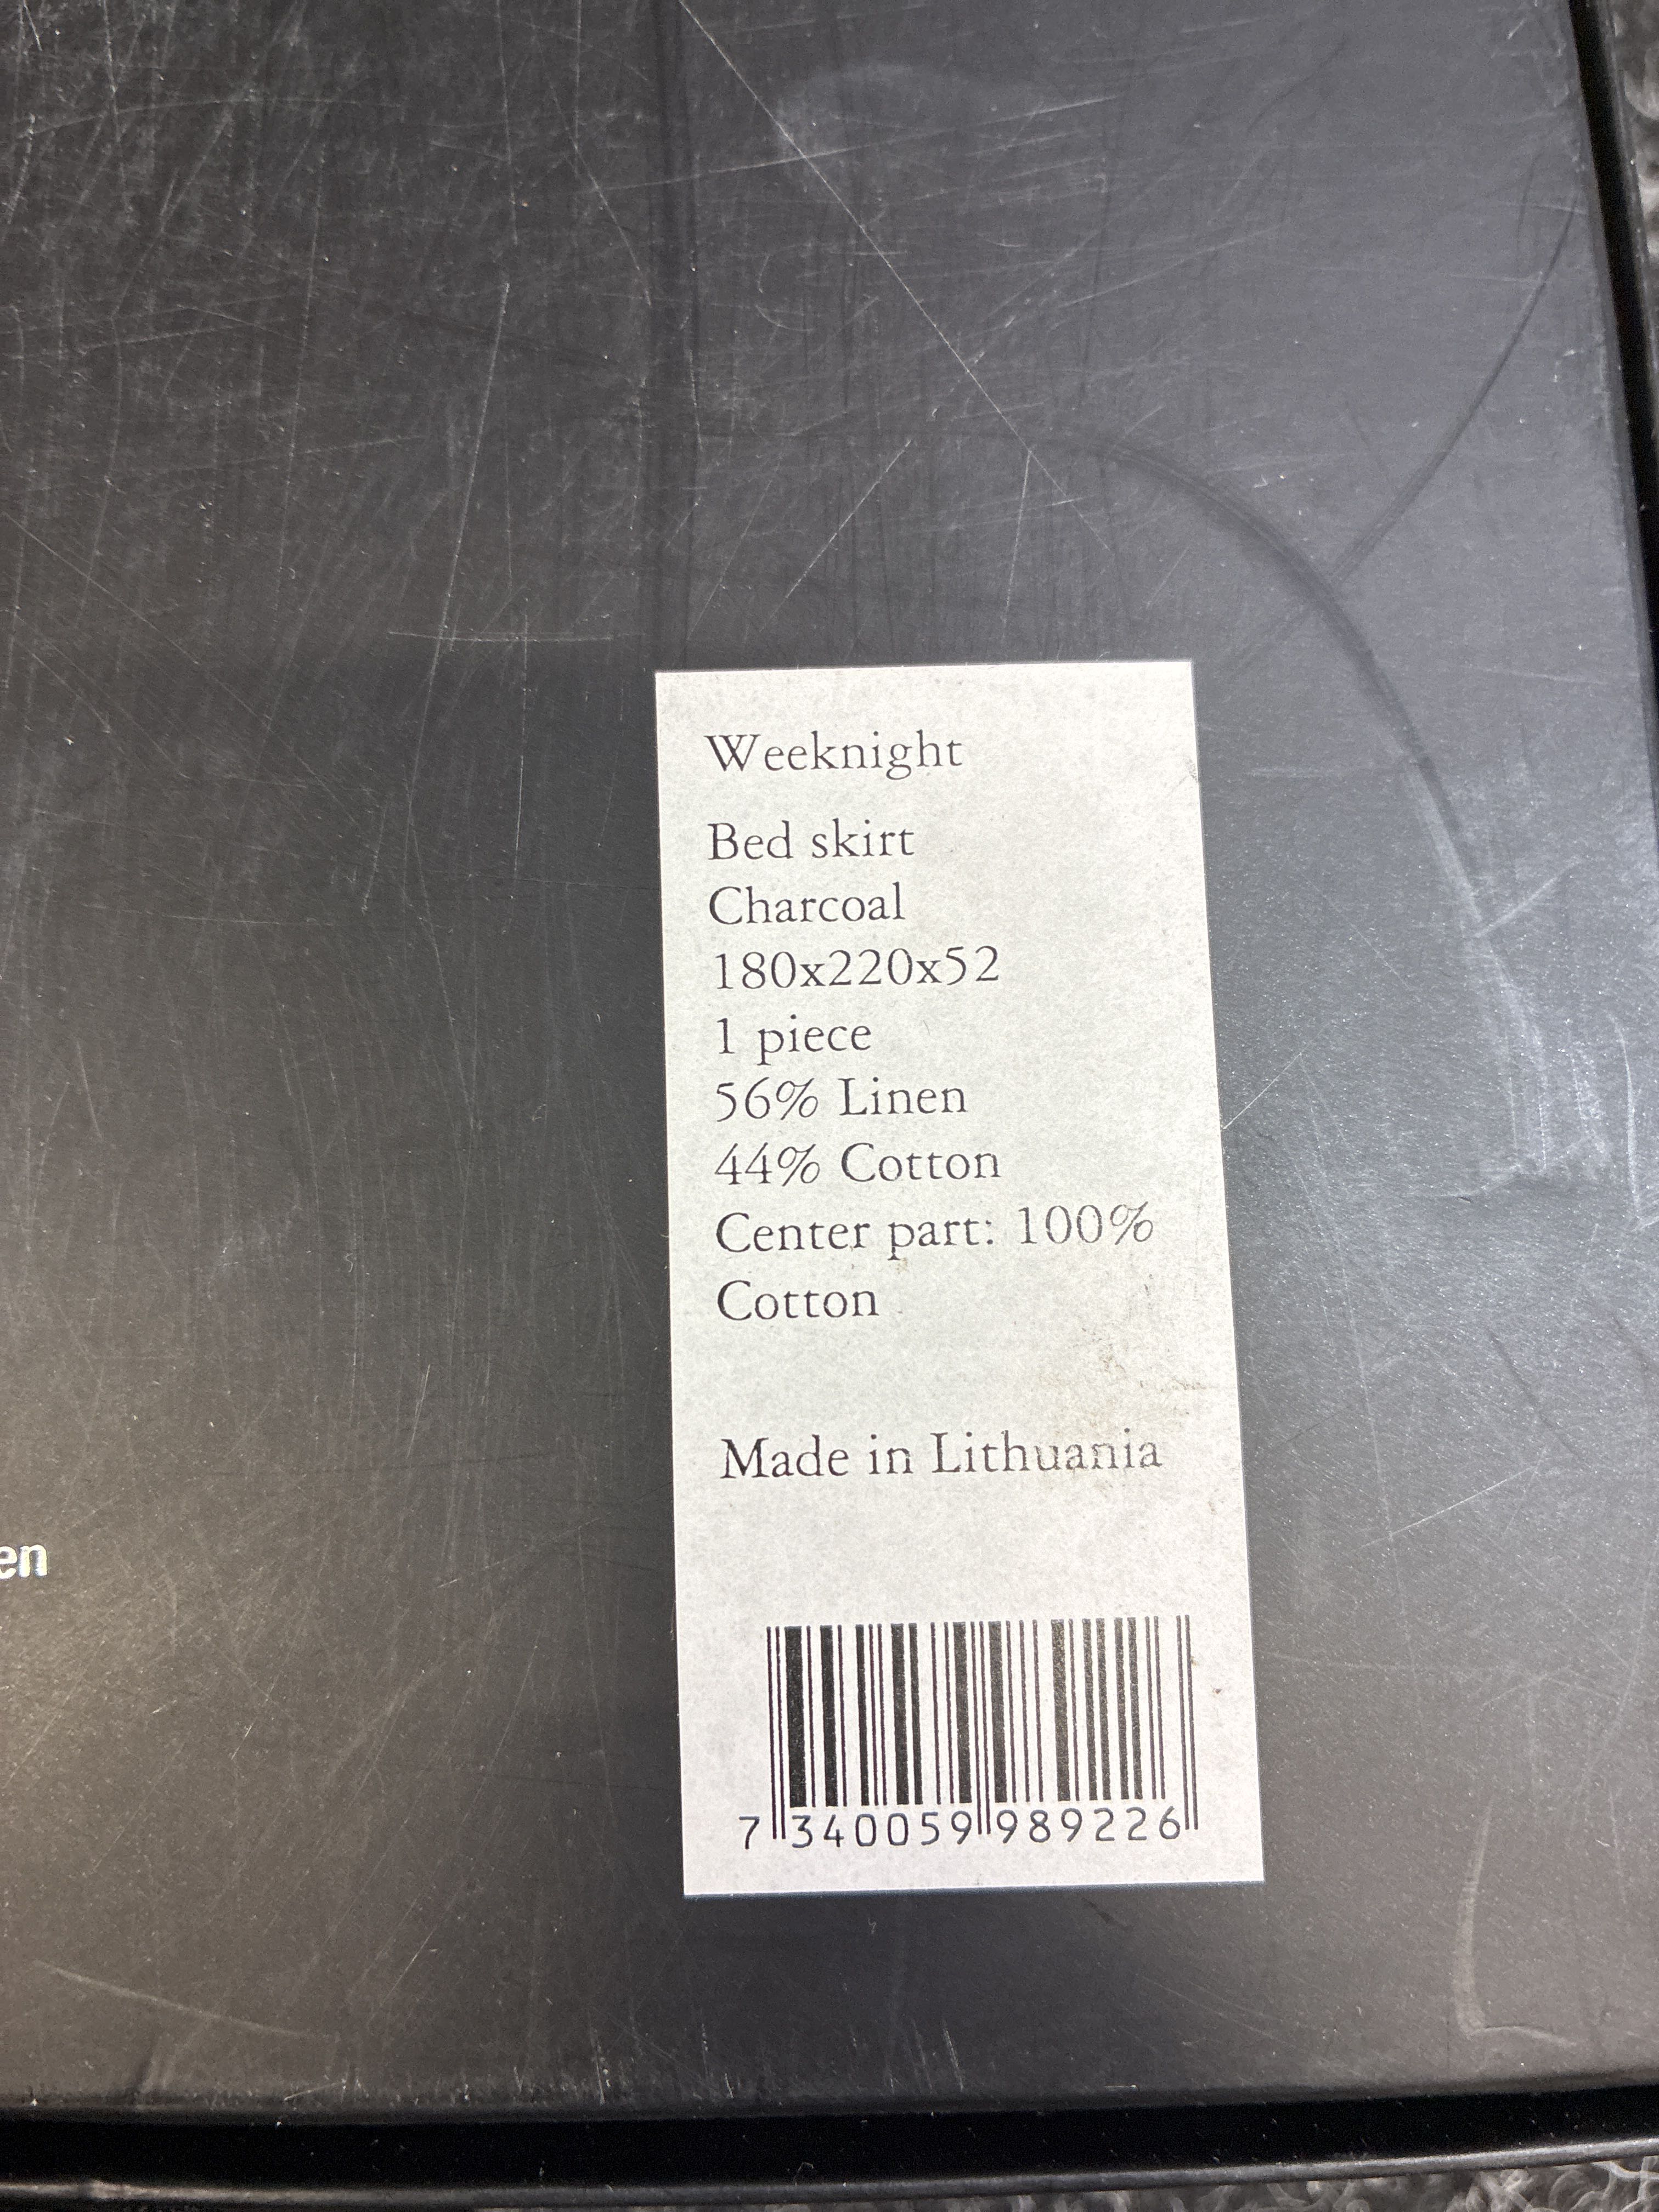 Weeknight
Bed skirt
Charcoal
180x220x52
1 piece
56% Linen
44% Cotton
Center part: 100%
Cotton
Made in Lithuania
7 340059 989226